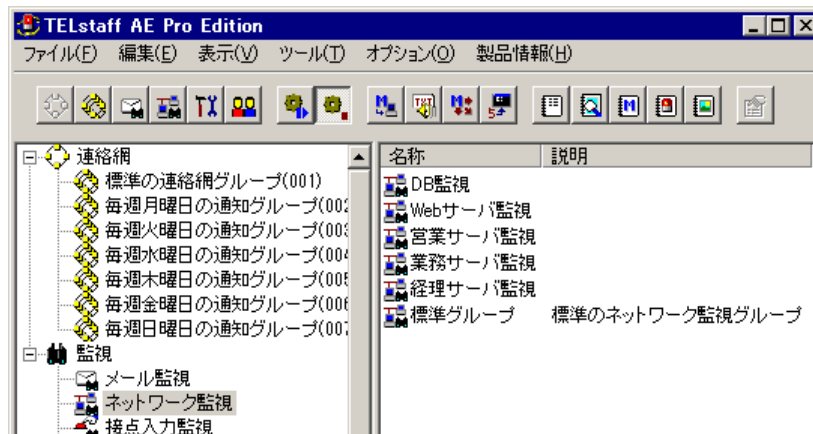 TELstaff AE Pro Edition
ファイル(F) 編集(E) 表示(V) ツール(T) オプション(O) 製品情報(H)
連絡網
標準の連絡網グループ(001)
毎週月曜日の通知グループ(002
毎週火曜日の通知グループ(003
毎週水曜日の通知グループ(004
毎週木曜日の通知グループ(005
毎週金曜日の通知グループ(006
毎週日曜日の通知グループ(007
監視
メール監視
ネットワーク監視
接点入力監視
名称 説明
DB監視
Webサーバ監視
営業サーバ監視
業務サーバ監視
経理サーバ監視
標準グループ 標準のネットワーク監視グループ